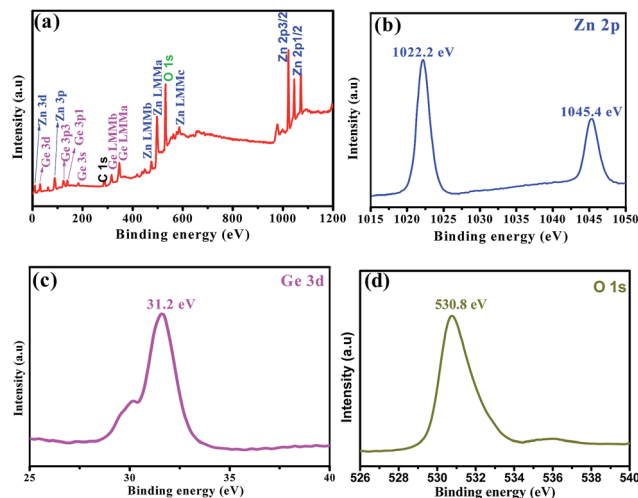 (a)
Zn 3d
Ge 3d
Zn 3p
Ge 3p3
Ge 3p1
Ge 3s
C 1s
Ge LMMb
Ge LMMa
Zn LMMb
Zn LMMa
O 1s
Zn LMMc
Zn 2p3/2
Zn 2p1/2
Intensity (a.u)
0 200 400 600 800 1000 1200
Binding energy (eV)
(b)
Zn 2p
1022.2 eV
1045.4 eV
Intensity (a.u)
1015 1020 1025 1030 1035 1040 1045 1050
Binding energy (eV)
(c)
Ge 3d
31.2 eV
Intensity (a.u)
25 30 35 40
Binding energy (eV)
(d)
O 1s
530.8 eV
Intensity (a.u)
526 528 530 532 534 536 538 540
Binding energy (eV)